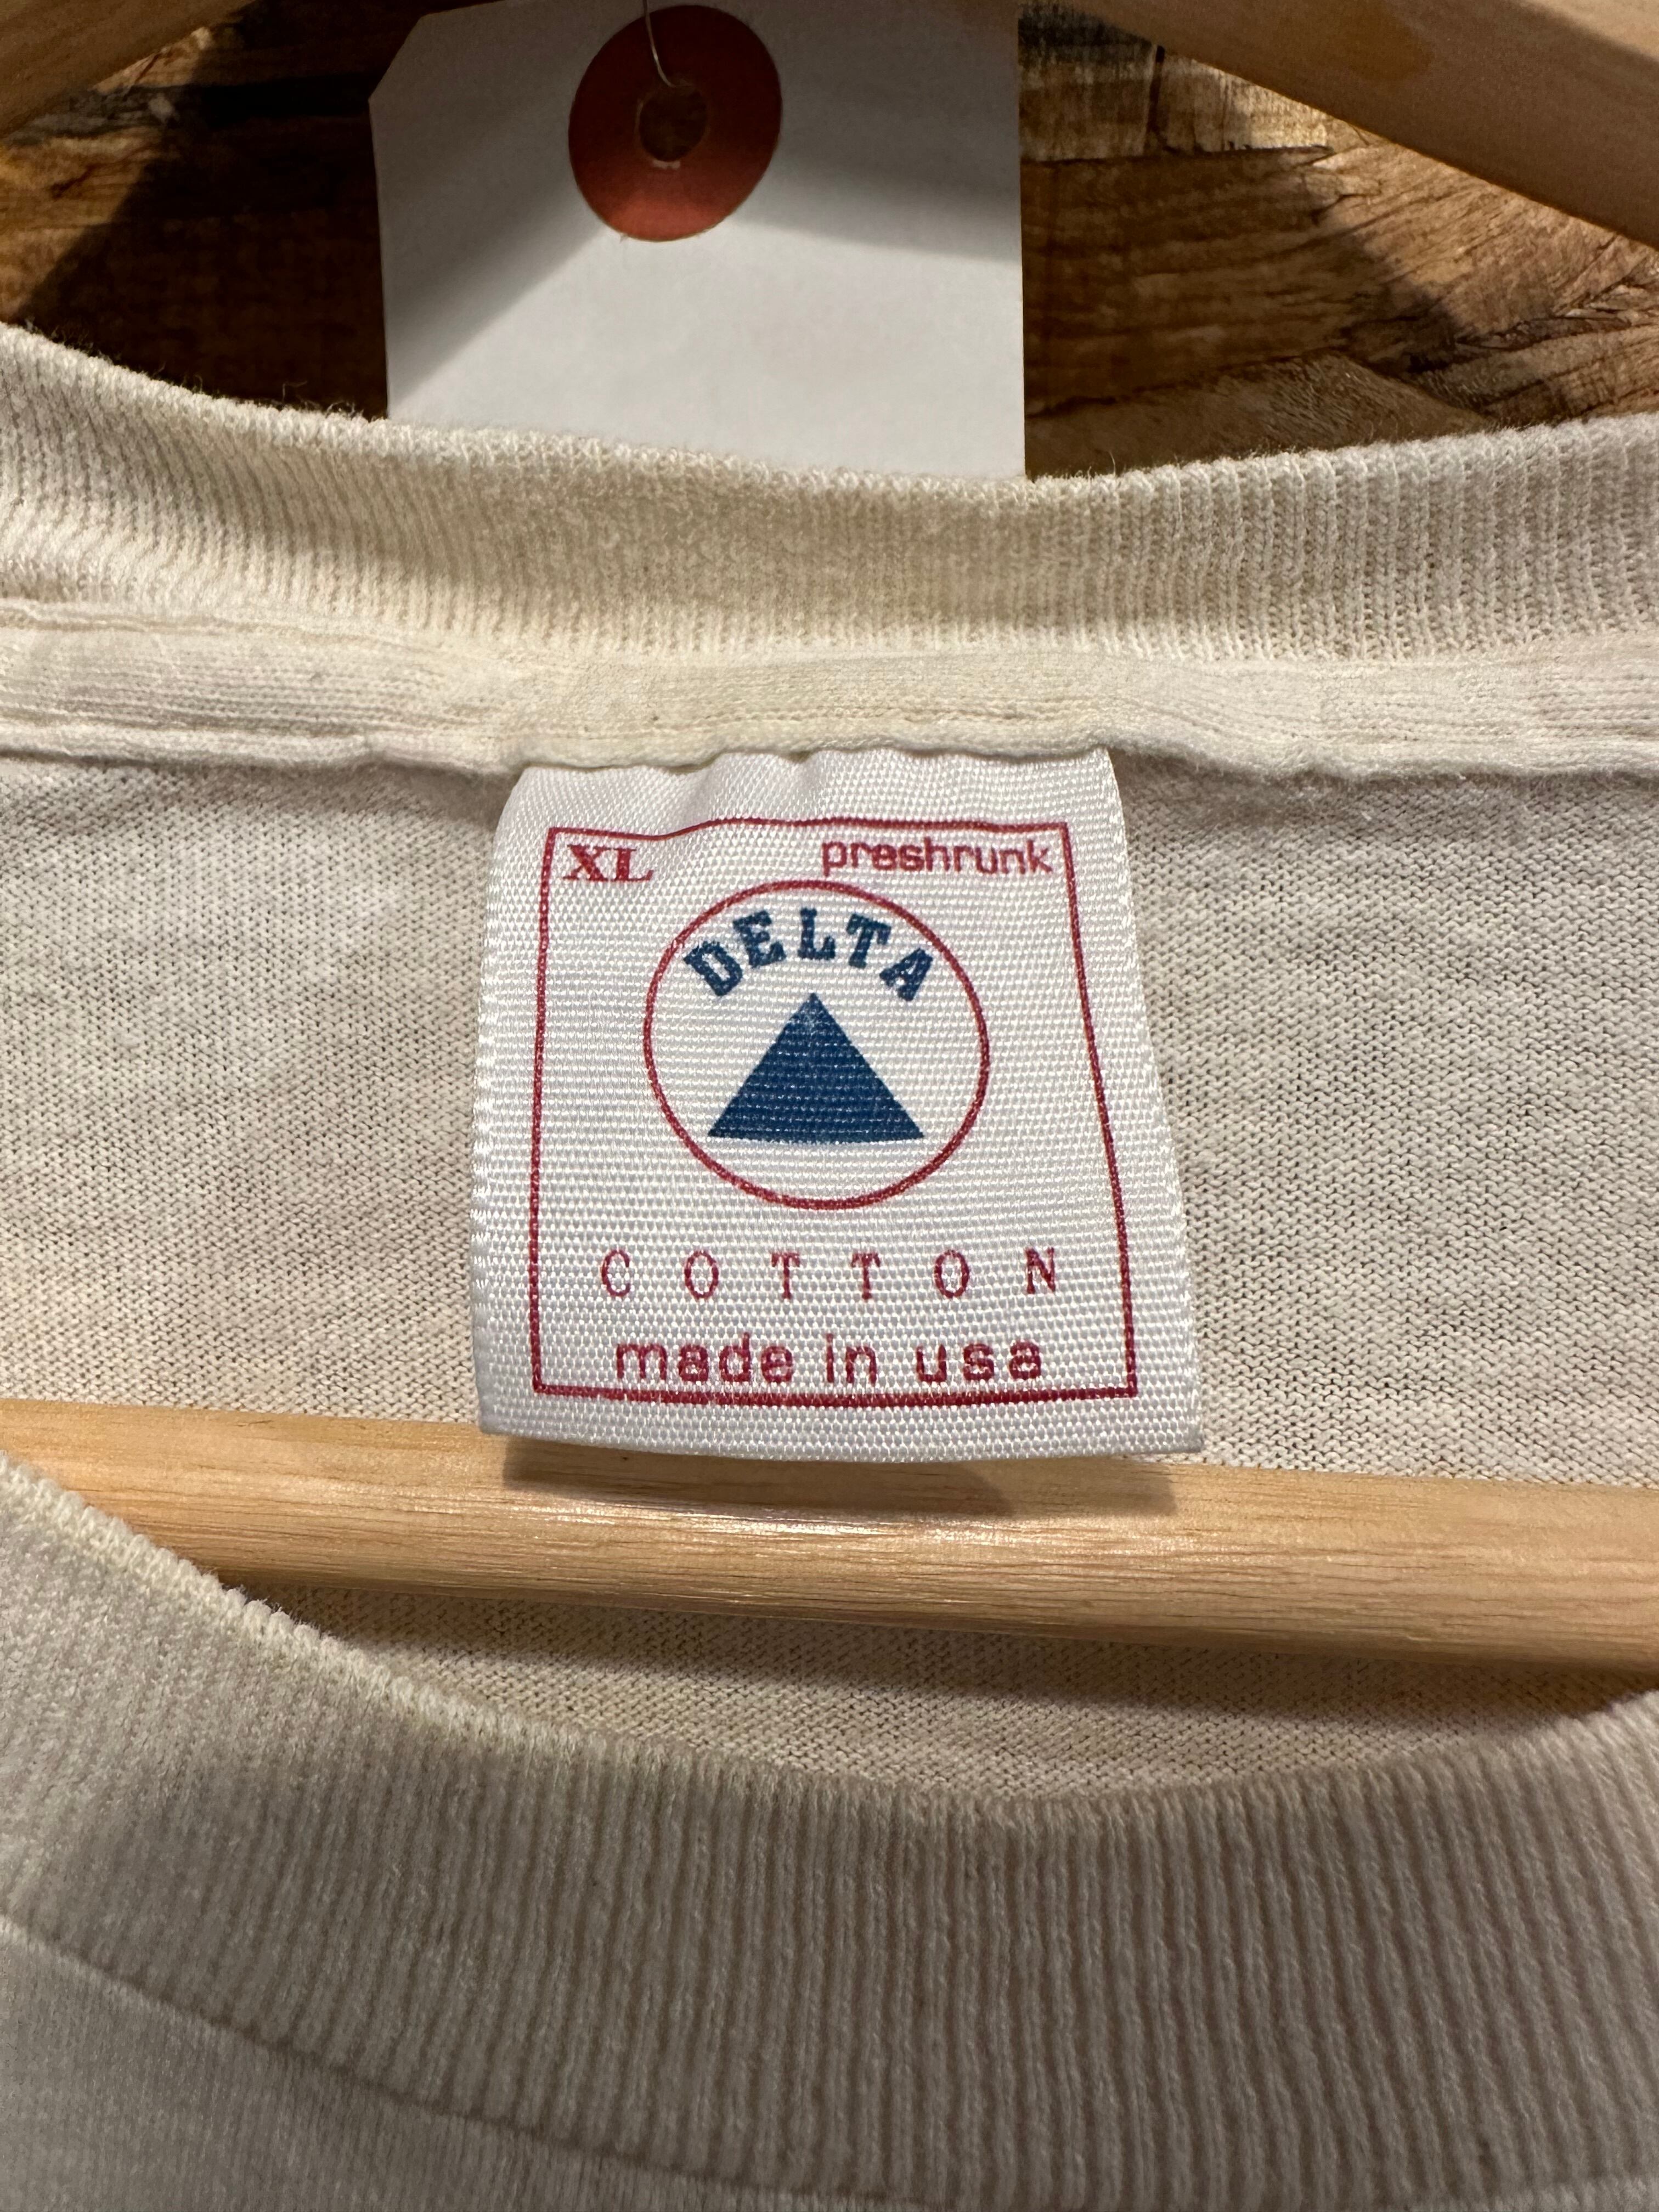 XL preshrunk
DELTA
COTTON
made in usa